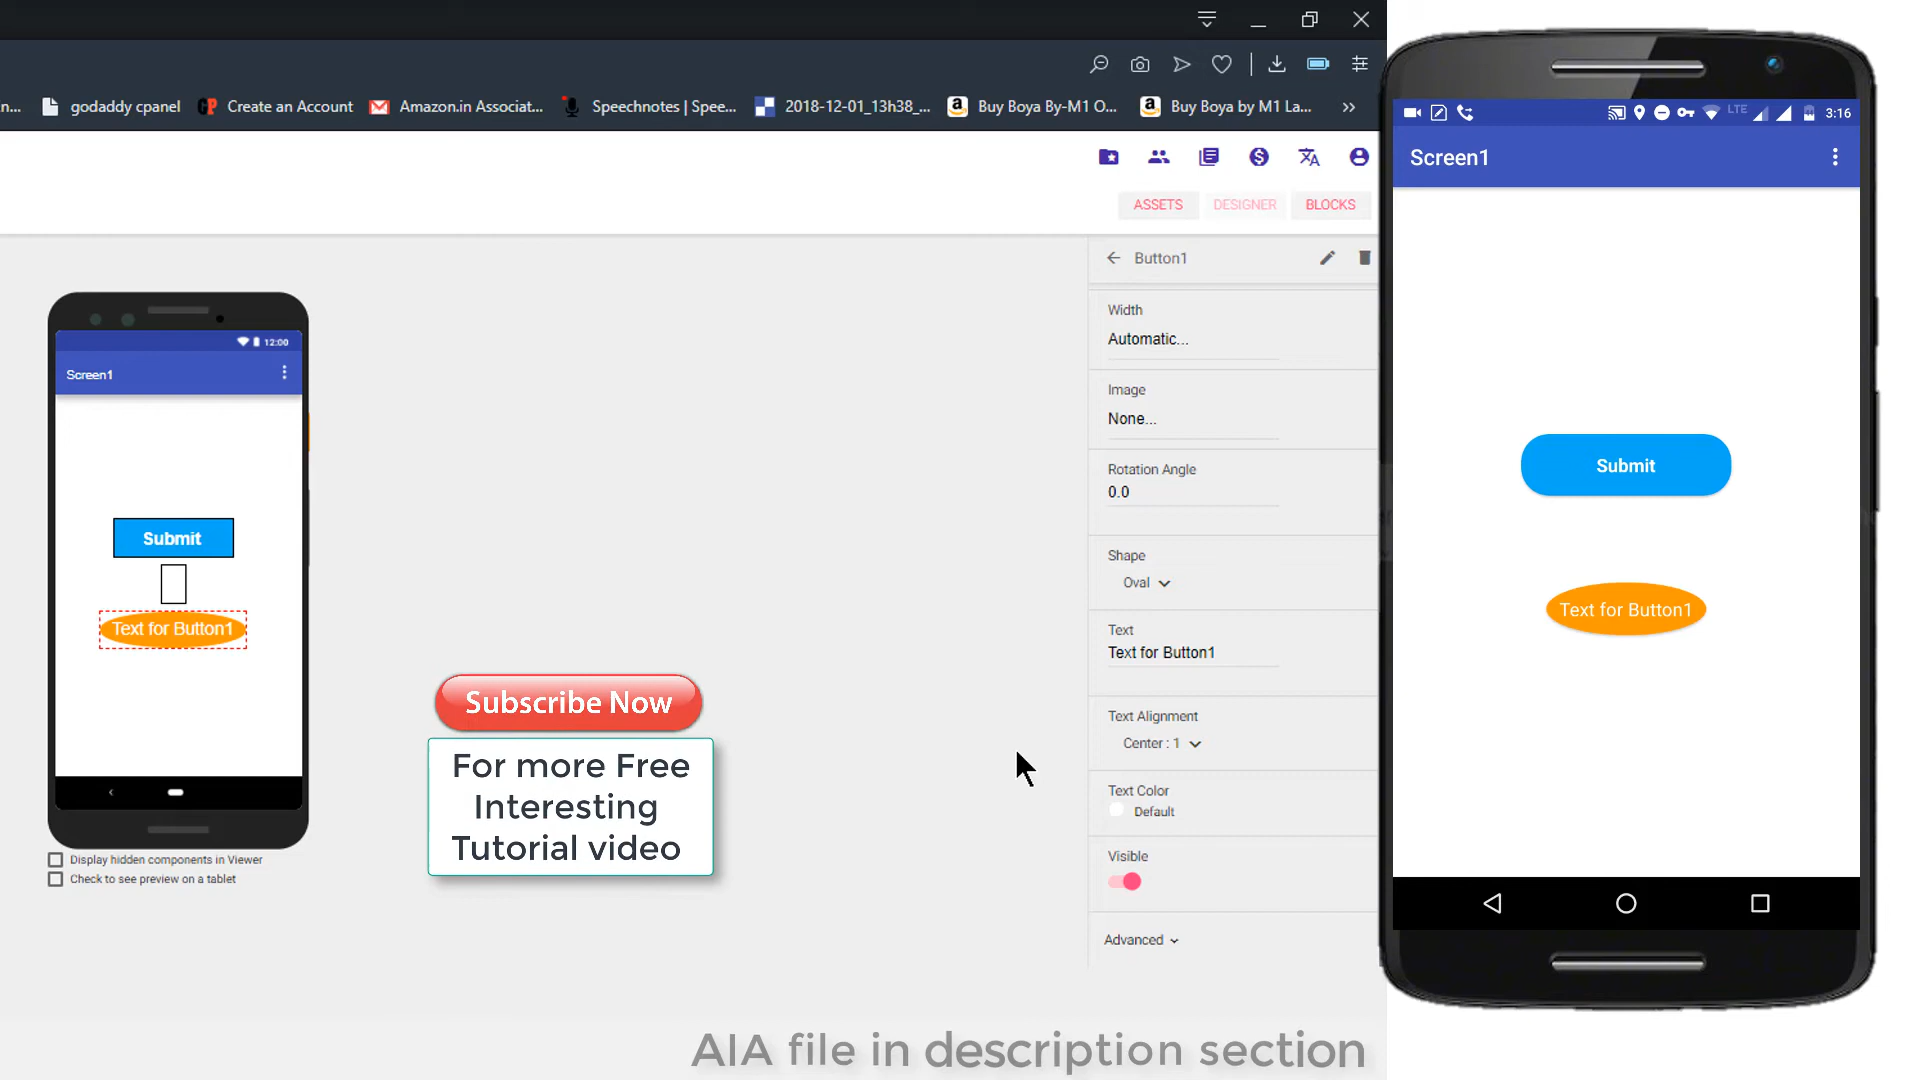 n...
godaddy cpanel
Create an Account
Amazon.in Associat...
Speechnotes | Spee...
2018-12-01_13h38_...
Buy Boya By-M1 O...
Buy Boya by M1 La...
ASSETS
DESIGNER
BLOCKS
Button1
Width
Automatic...
Image
None...
Rotation Angle
0.0
Shape
Oval
Text
Text for Button1
Text Alignment
Center : 1
Text Color
Default
Visible
Advanced
12:00
Screen1
Submit
Text for Button1
Display hidden components in Viewer
Check to see preview on a tablet
Subscribe Now
For more Free
Interesting
Tutorial video
LTE
3:16
Screen1
Submit
Text for Button1
AIA file in description section